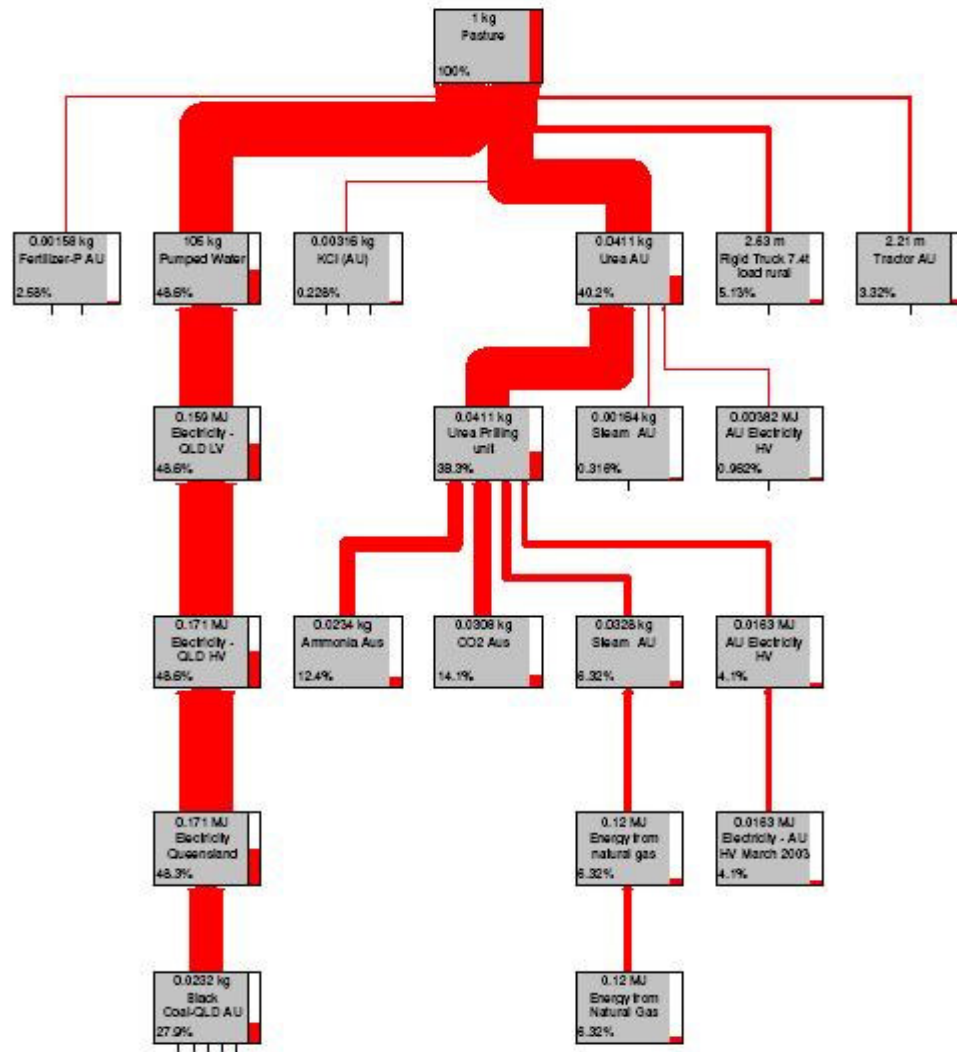 1 kg
Pasture
100%
0.00158 kg
Fertilizer-P AU
2.58%
105 kg
Pumped Water
48.6%
0.00316 kg
KCl (AU)
0.228%
0.0411 kg
Urea AU
40.2%
2.63 m
Rigid Truck 7.4t
load rural
5.13%
2.21 m
Tractor AU
3.32%
0.159 MJ
Electricity -
QLD LV
48.6%
0.0411 kg
Urea Prilling
unit
38.3%
0.00164 kg
Steam AU
0.316%
0.00382 MJ
AU Electricity
HV
0.962%
0.171 MJ
Electricity -
QLD HV
48.6%
0.0234 kg
Ammonia Aus
12.4%
0.0308 kg
CO2 Aus
14.1%
0.0328 kg
Steam AU
6.32%
0.0163 MJ
AU Electricity
HV
4.1%
0.171 MJ
Electricity
Queensland
48.3%
0.12 MJ
Energy from
natural gas
6.32%
0.0163 MJ
Electricity - AU
HV March 2003
4.1%
0.0232 kg
Black
Coal-QLD AU
27.9%
0.12 MJ
Energy from
Natural Gas
6.32%